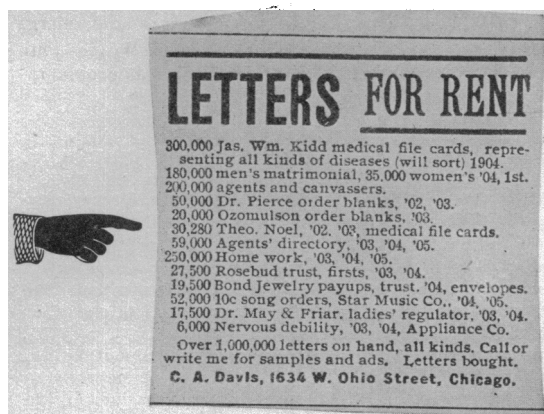 LETTERS FOR RENT
300,000 Jas. Wm. Kidd medical file cards, repre-
senting all kinds of diseases (will sort) 1904.
180,000 men's matrimonial, 35,000 women's '04, 1st.
200,000 agents and canvassers.
50,000 Dr. Pierce order blanks, '02, '03.
20,000 Ozomulson order blanks, '03.
30,280 Theo. Noel, '02. '03, medical file cards.
59,000 Agents' directory, '03, '04, '05.
250,000 Home work, '03, '04, '05.
27,500 Rosebud trust, firsts, '03, '04.
19,500 Bond Jewelry payups, trust. '04, envelopes.
52,000 10c song orders, Star Music Co., '04, '05.
17,500 Dr. May & Friar, ladies' regulator, '03, '04.
6,000 Nervous debility, '03, '04, Appliance Co.
Over 1,000,000 letters on hand, all kinds. Call or
write me for samples and ads. Letters bought.
C. A. Davis, 1634 W. Ohio Street, Chicago.